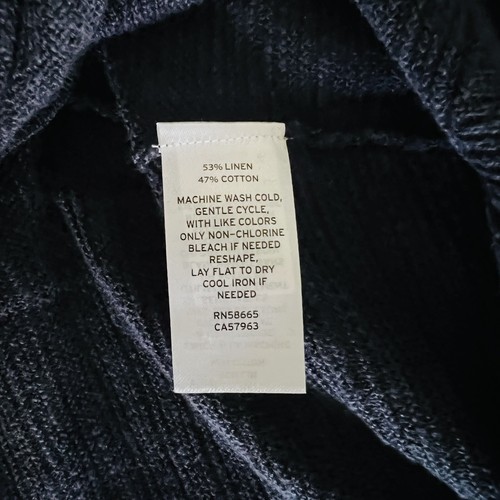 53% LINEN
47% COTTON
MACHINE WASH COLD,
GENTLE CYCLE,
WITH LIKE COLORS
ONLY NON-CHLORINE
BLEACH IF NEEDED
RESHAPE,
LAY FLAT TO DRY
COOL IRON IF
NEEDED
RN58665
CA57963